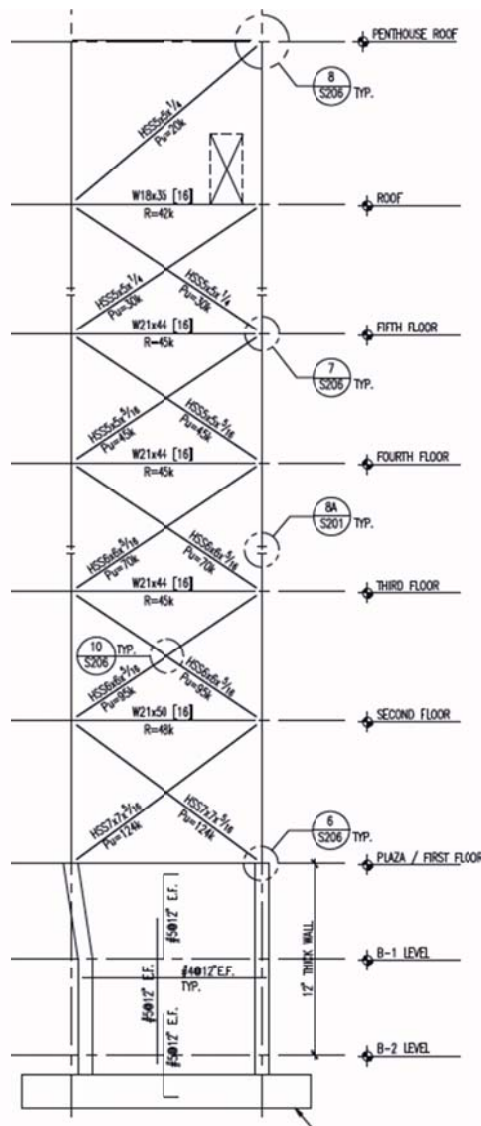 PENTHOUSE ROOF
8
S206 TYP.
HSS5x5x1/4
Pu=20k
W18x35 [16]
R=42k
ROOF
HSS5x5x1/4
Pu=30k
HSS5x5x1/4
Pu=30k
W21x44 [16]
R=45k
FIFTH FLOOR
7
S206 TYP.
HSS5x5x5/16
Pu=45k
HSS5x5x5/16
Pu=45k
W21x44 [16]
R=45k
FOURTH FLOOR
8A
S201 TYP.
HSS6x6x5/16
Pu=70k
HSS6x6x5/16
Pu=70k
W21x44 [16]
R=45k
THIRD FLOOR
10
S206 TYP.
HSS6x6x5/16
Pu=95k
HSS6x6x5/16
Pu=95k
W21x50 [16]
R=48k
SECOND FLOOR
HSS7x7x5/16
Pu=124k
HSS7x7x5/16
Pu=124k
6
S206 TYP.
PLAZA / FIRST FLOOR
#5@12" E.F.
12" THICK WALL
B-1 LEVEL
#4@12" E.F.
TYP.
#5@12" E.F.
#5@12" E.F.
B-2 LEVEL